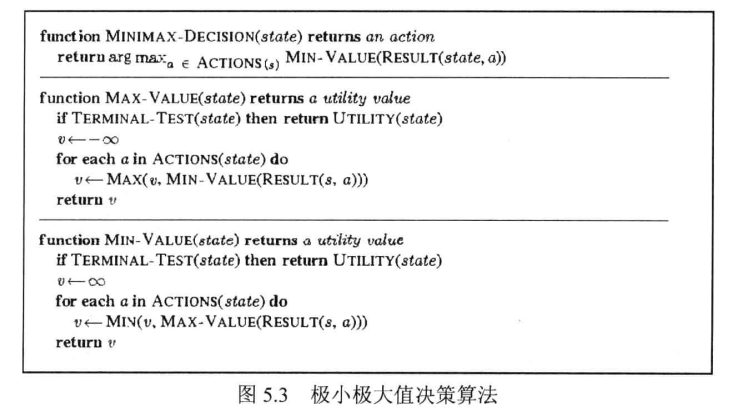 function MINIMAX-DECISION(state) returns an action
return arg max a ∈ ACTIONS(s) MIN-VALUE(RESULT(state, a))
function MAX-VALUE(state) returns a utility value
if TERMINAL-TEST(state) then return UTILITY(state)
v ← −∞
for each a in ACTIONS(state) do
v ← MAX(v, MIN-VALUE(RESULT(s, a)))
return v
function MIN-VALUE(state) returns a utility value
if TERMINAL-TEST(state) then return UTILITY(state)
v ← ∞
for each a in ACTIONS(state) do
v ← MIN(v, MAX-VALUE(RESULT(s, a)))
return v
图 5.3 极小极大值决策算法